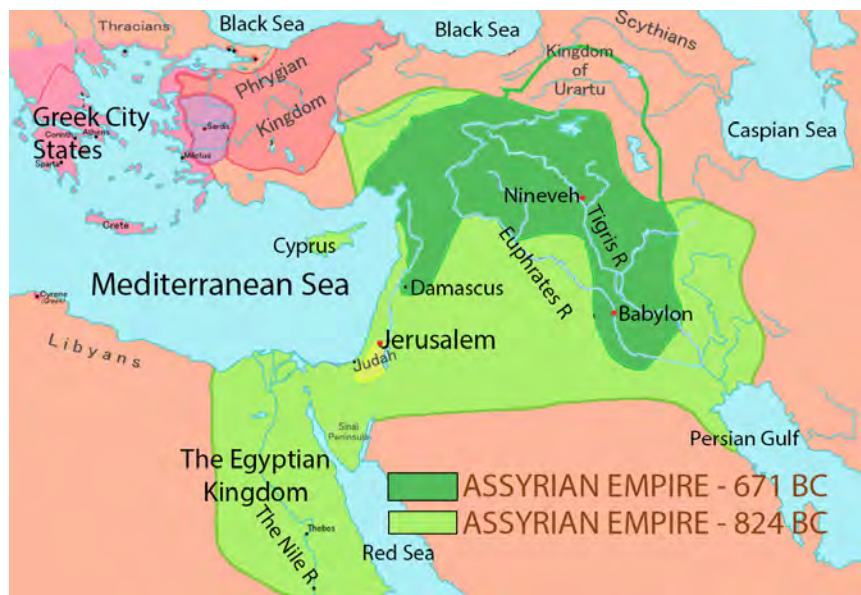 Black Sea
Black Sea
Thracians
Scythians
Kingdom
of
Urartu
Phrygian
Kingdom
Caspian Sea
Greek City
States
Sardis
Corinth
Athens
Miletus
Sparta
Nineveh
Tigris R
Crete
Cyprus
Euphrates R
Mediterranean Sea
Damascus
Cyrene
(Greek)
Babylon
Libyans
Jerusalem
Judah
Sinai
Peninsula
Persian Gulf
The Egyptian
Kingdom
ASSYRIAN EMPIRE - 671 BC
ASSYRIAN EMPIRE - 824 BC
Thebes
The Nile R
Red Sea